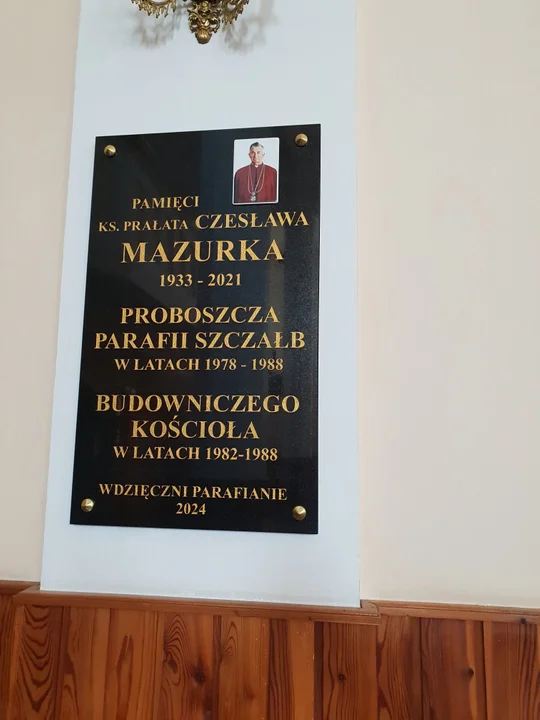 PAMIĘCI
KS. PRAŁATA CZESŁAWA
MAZURKA
1933 - 2021
PROBOSZCZA
PARAFII SZCZAŁB
W LATACH 1978 - 1988
BUDOWNICZEGO
KOŚCIOŁA
W LATACH 1982-1988
WDZIĘCZNI PARAFIANIE
2024